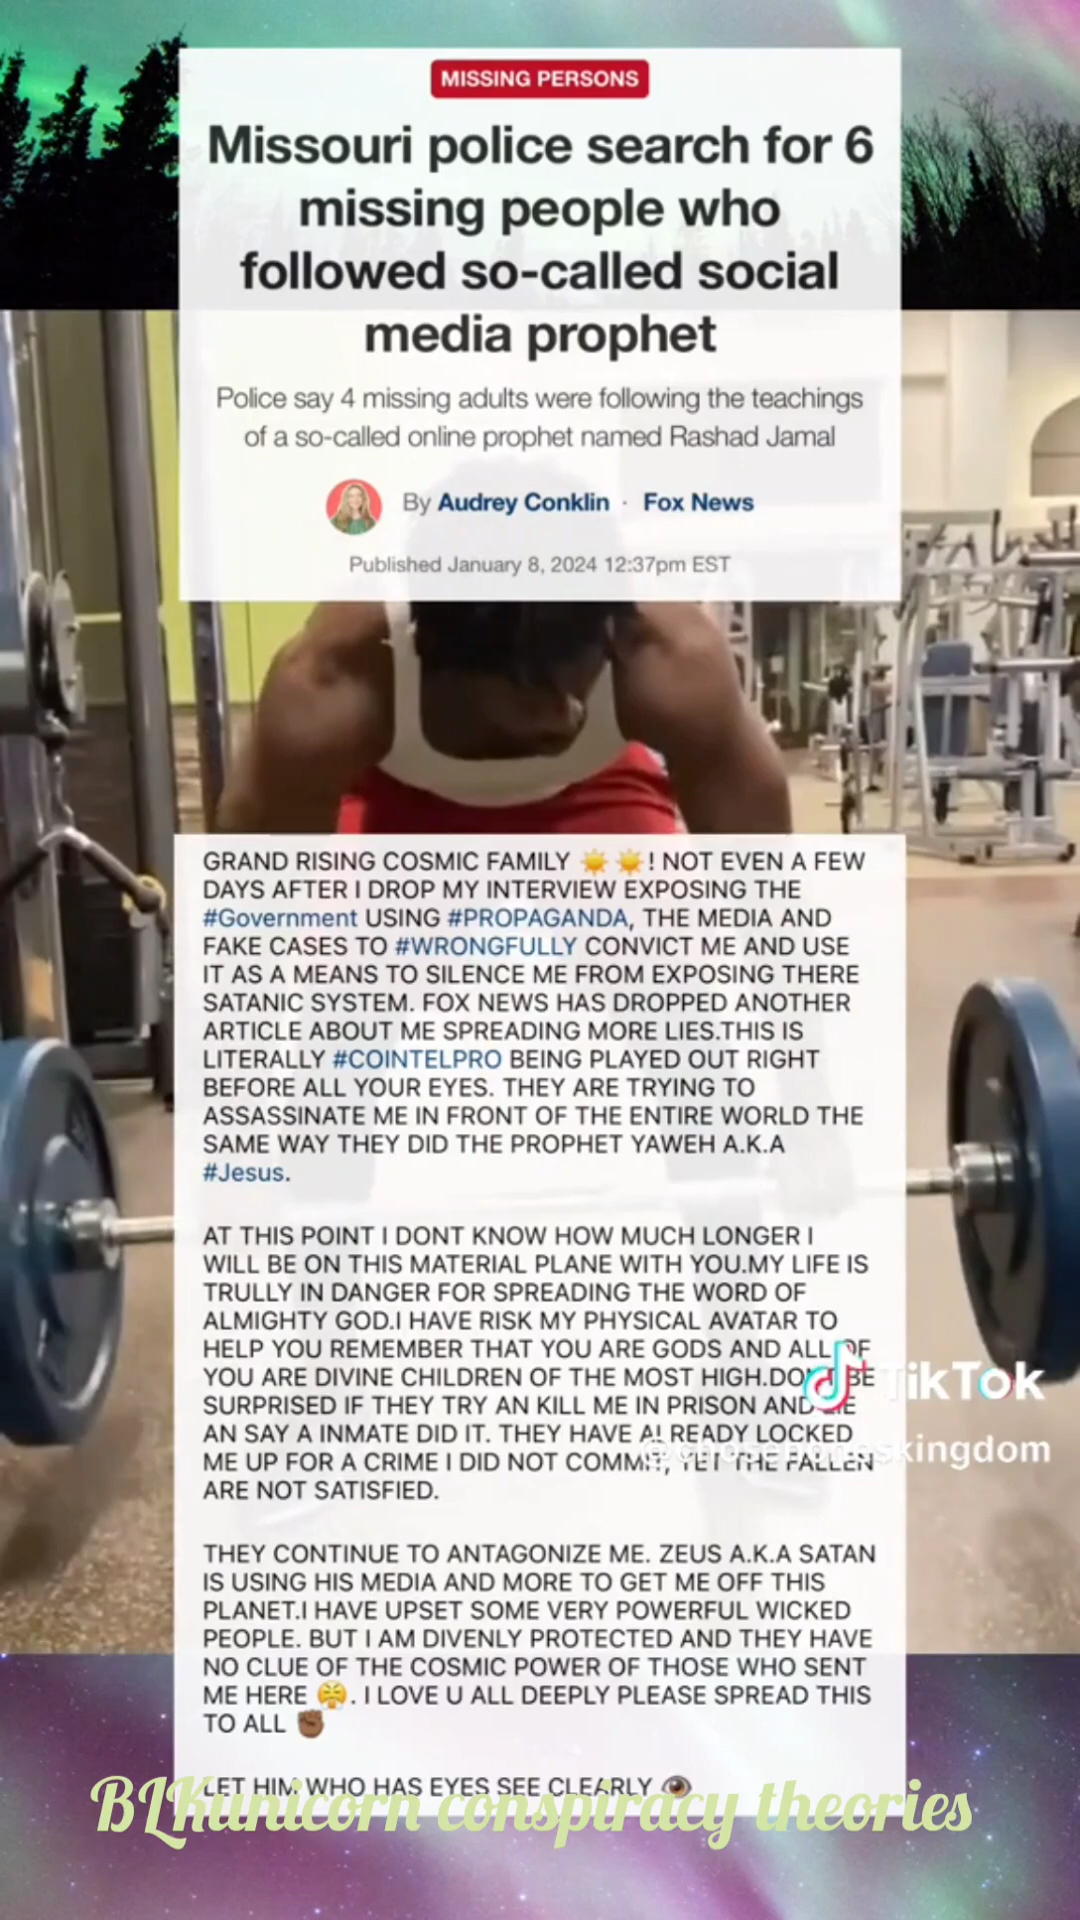 MISSING PERSONS
Missouri police search for 6
missing people who
followed so-called social
media prophet
Police say 4 missing adults were following the teachings
of a so-called online prophet named Rashad Jamal
By Audrey Conklin · Fox News
Published January 8, 2024 12:37pm EST
GRAND RISING COSMIC FAMILY ☀️ ☀️! NOT EVEN A FEW
DAYS AFTER I DROP MY INTERVIEW EXPOSING THE
#Government USING #PROPAGANDA, THE MEDIA AND
FAKE CASES TO #WRONGFULLY CONVICT ME AND USE
IT AS A MEANS TO SILENCE ME FROM EXPOSING THERE
SATANIC SYSTEM. FOX NEWS HAS DROPPED ANOTHER
ARTICLE ABOUT ME SPREADING MORE LIES.THIS IS
LITERALLY #COINTELPRO BEING PLAYED OUT RIGHT
BEFORE ALL YOUR EYES. THEY ARE TRYING TO
ASSASSINATE ME IN FRONT OF THE ENTIRE WORLD THE
SAME WAY THEY DID THE PROPHET YAWEH A.K.A
#Jesus.
AT THIS POINT I DONT KNOW HOW MUCH LONGER I
WILL BE ON THIS MATERIAL PLANE WITH YOU.MY LIFE IS
TRULLY IN DANGER FOR SPREADING THE WORD OF
ALMIGHTY GOD.I HAVE RISK MY PHYSICAL AVATAR TO
HELP YOU REMEMBER THAT YOU ARE GODS AND ALL OF
YOU ARE DIVINE CHILDREN OF THE MOST HIGH. BE
TikTok
SURPRISED IF THEY TRY AN KILL ME IN PRISON AND
AN SAY A INMATE DID IT. THEY HAVE ALREADY LOCKED
ME UP FOR A CRIME I DID NOT COMMIT, YET THE FALLEN
ARE NOT SATISFIED.
THEY CONTINUE TO ANTAGONIZE ME. ZEUS A.K.A SATAN
IS USING HIS MEDIA AND MORE TO GET ME OFF THIS
PLANET.I HAVE UPSET SOME VERY POWERFUL WICKED
PEOPLE. BUT I AM DIVENLY PROTECTED AND THEY HAVE
NO CLUE OF THE COSMIC POWER OF THOSE WHO SENT
ME HERE 😤. I LOVE U ALL DEEPLY PLEASE SPREAD THIS
TO ALL ✊🏾
LET HIM WHO HAS EYES SEE CLEARLY 👁️
BLKunicorn conspiracy theories